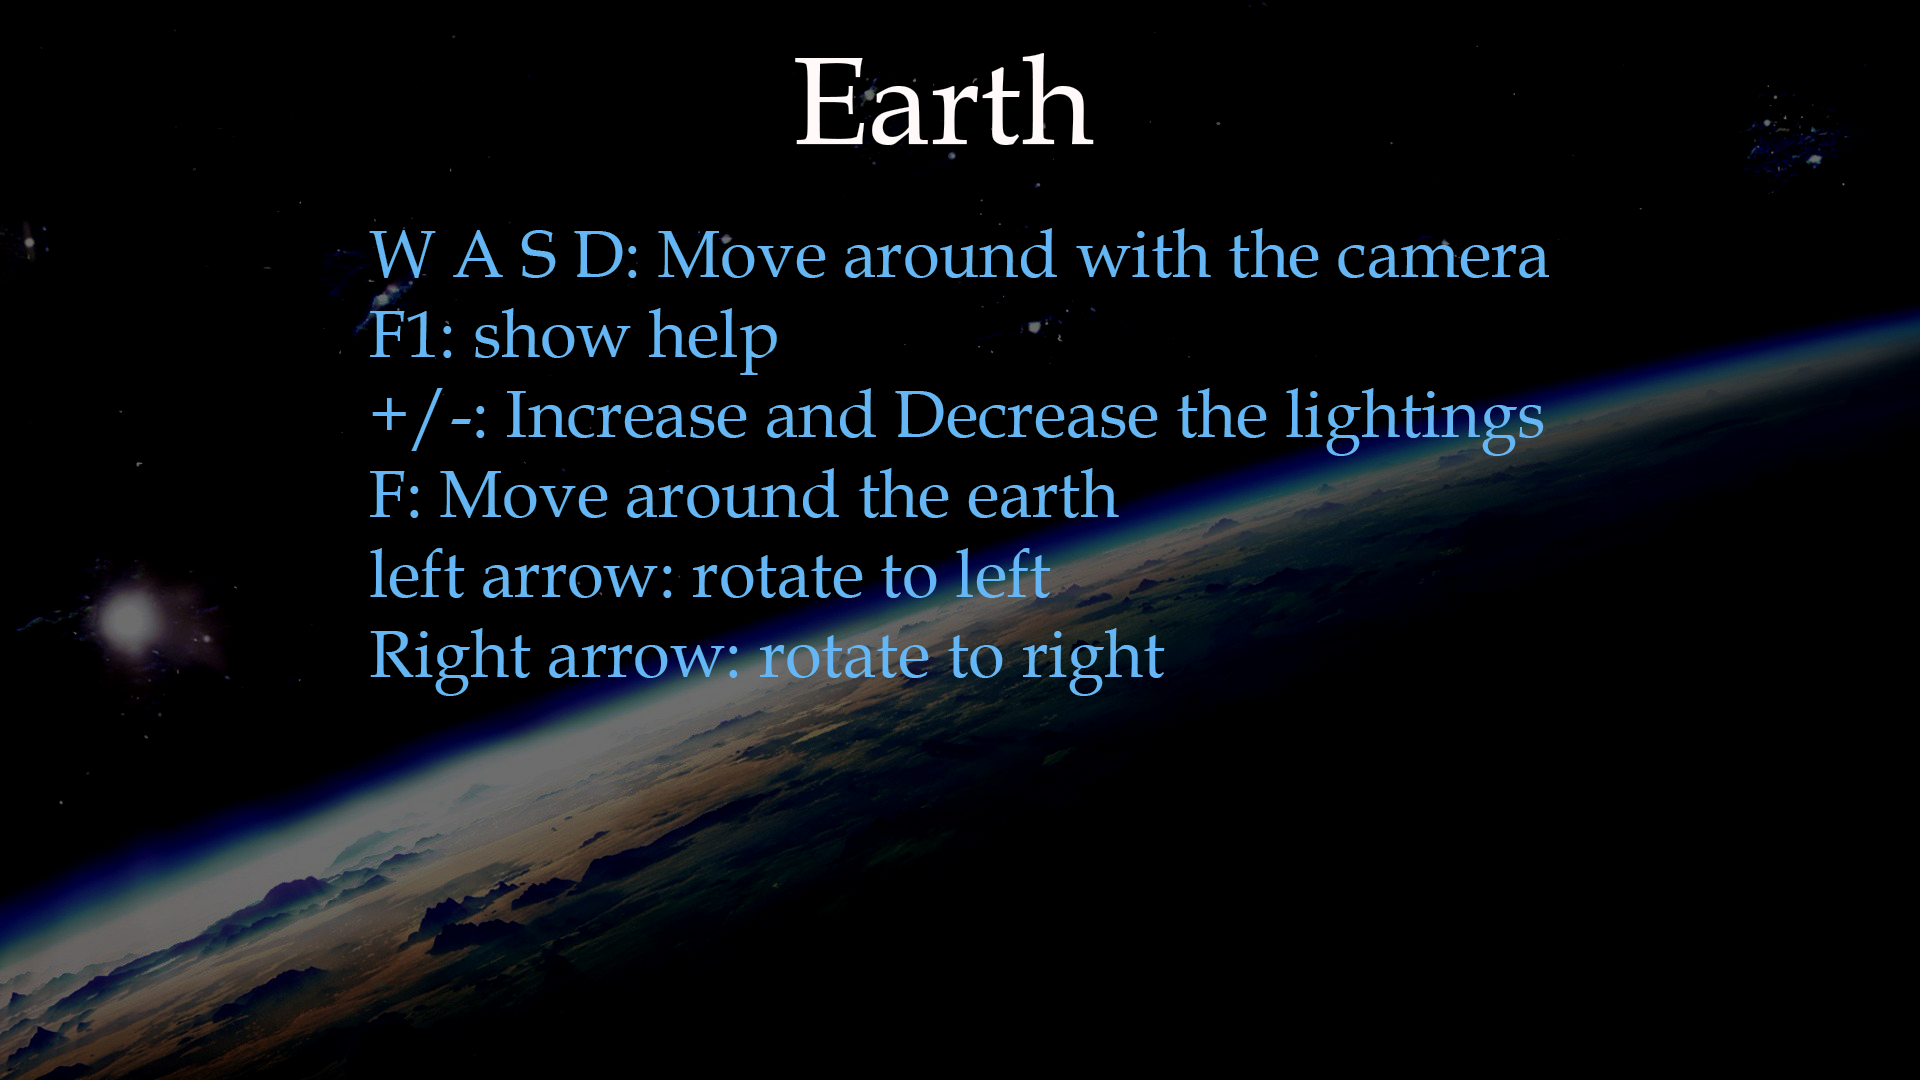 Earth
W A S D: Move around with the camera
F1: show help
+/-: Increase and Decrease the lightings
F: Move around the earth
left arrow: rotate to left
Right arrow: rotate to right